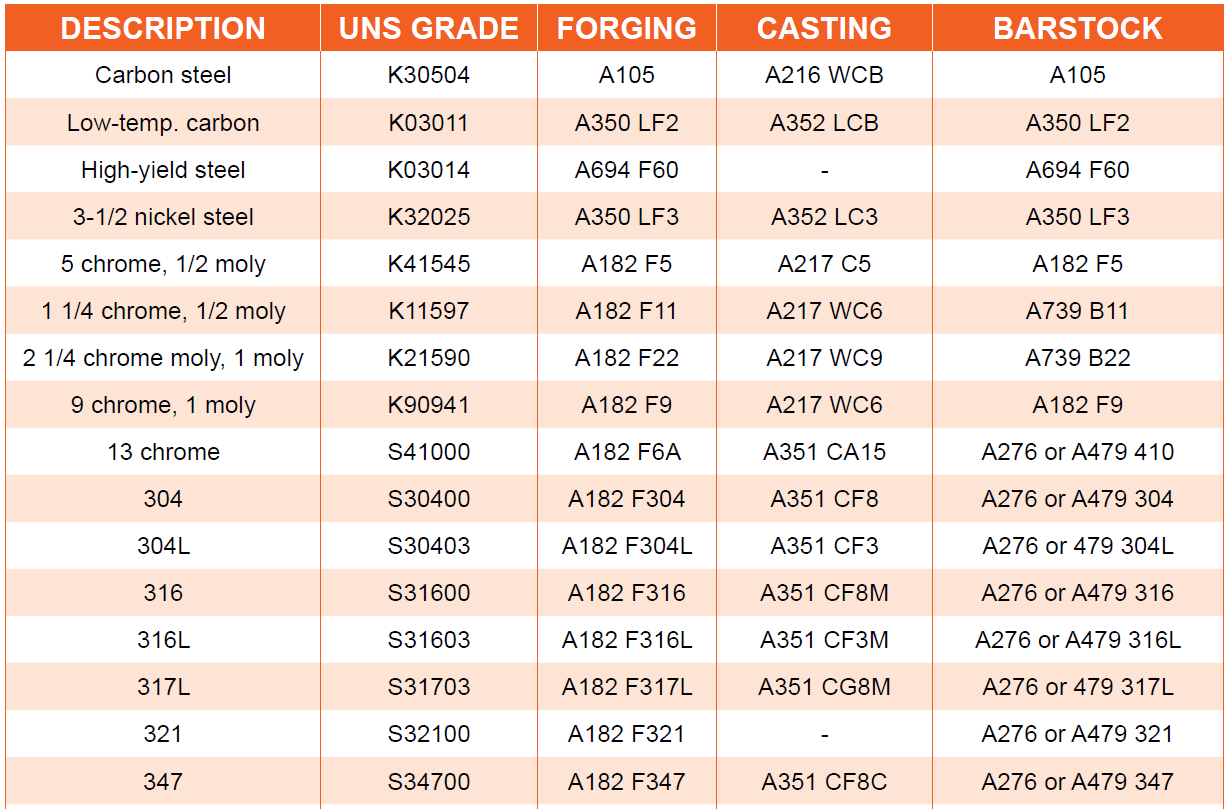 DESCRIPTION UNS GRADE FORGING CASTING BARSTOCK
Carbon steel K30504 A105 A216 WCB A105
Low-temp. carbon K03011 A350 LF2 A352 LCB A350 LF2
High-yield steel K03014 A694 F60 - A694 F60
3-1/2 nickel steel K32025 A350 LF3 A352 LC3 A350 LF3
5 chrome, 1/2 moly K41545 A182 F5 A217 C5 A182 F5
1 1/4 chrome, 1/2 moly K11597 A182 F11 A217 WC6 A739 B11
2 1/4 chrome moly, 1 moly K21590 A182 F22 A217 WC9 A739 B22
9 chrome, 1 moly K90941 A182 F9 A217 WC6 A182 F9
13 chrome S41000 A182 F6A A351 CA15 A276 or A479 410
304 S30400 A182 F304 A351 CF8 A276 or A479 304
304L S30403 A182 F304L A351 CF3 A276 or 479 304L
316 S31600 A182 F316 A351 CF8M A276 or A479 316
316L S31603 A182 F316L A351 CF3M A276 or A479 316L
317L S31703 A182 F317L A351 CG8M A276 or 479 317L
321 S32100 A182 F321 - A276 or A479 321
347 S34700 A182 F347 A351 CF8C A276 or A479 347